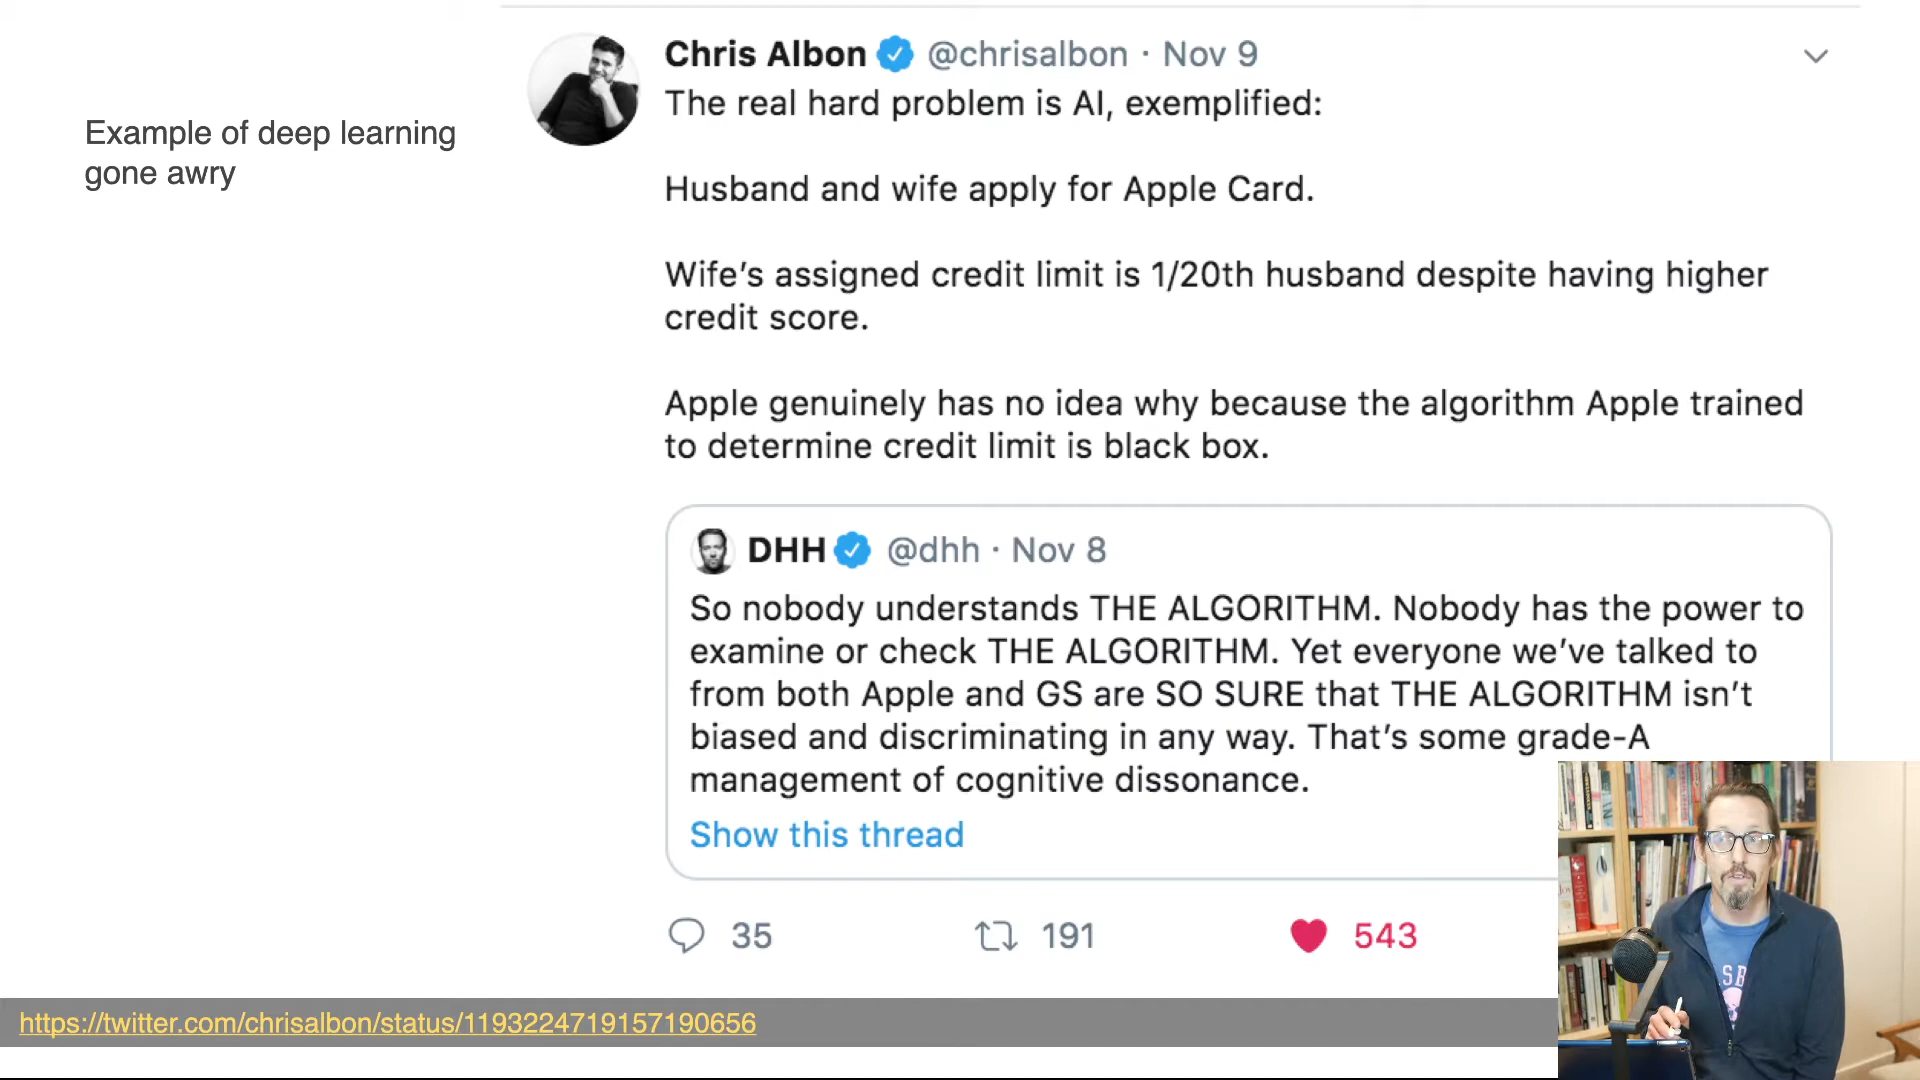 Example of deep learning
gone awry
Chris Albon @chrisalbon · Nov 9
The real hard problem is AI, exemplified:
Husband and wife apply for Apple Card.
Wife’s assigned credit limit is 1/20th husband despite having higher
credit score.
Apple genuinely has no idea why because the algorithm Apple trained
to determine credit limit is black box.
DHH @dhh · Nov 8
So nobody understands THE ALGORITHM. Nobody has the power to
examine or check THE ALGORITHM. Yet everyone we’ve talked to
from both Apple and GS are SO SURE that THE ALGORITHM isn’t
biased and discriminating in any way. That’s some grade-A
management of cognitive dissonance.
Show this thread
35 191 543
https://twitter.com/chrisalbon/status/1193224719157190656